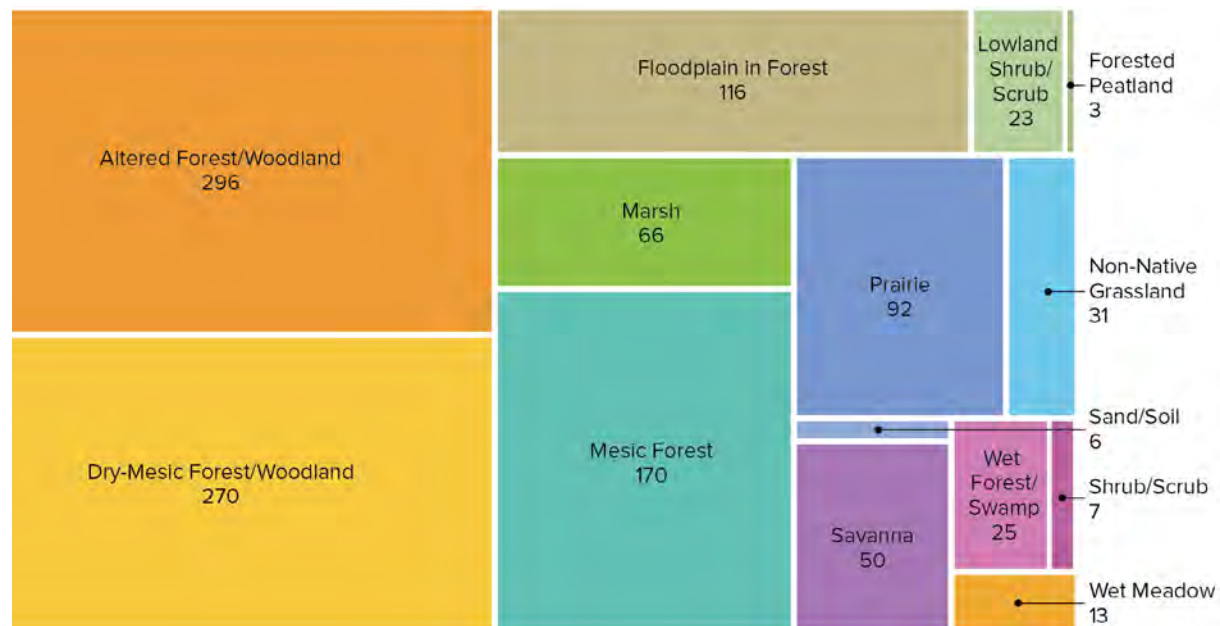 Altered Forest/Woodland
296
Dry-Mesic Forest/Woodland
270
Floodplain in Forest
116
Lowland
Shrub/
Scrub
23
Forested
Peatland
3
Marsh
66
Prairie
92
Non-Native
Grassland
31
Mesic Forest
170
Sand/Soil
6
Savanna
50
Wet
Forest/
Swamp
25
Shrub/Scrub
7
Wet Meadow
13